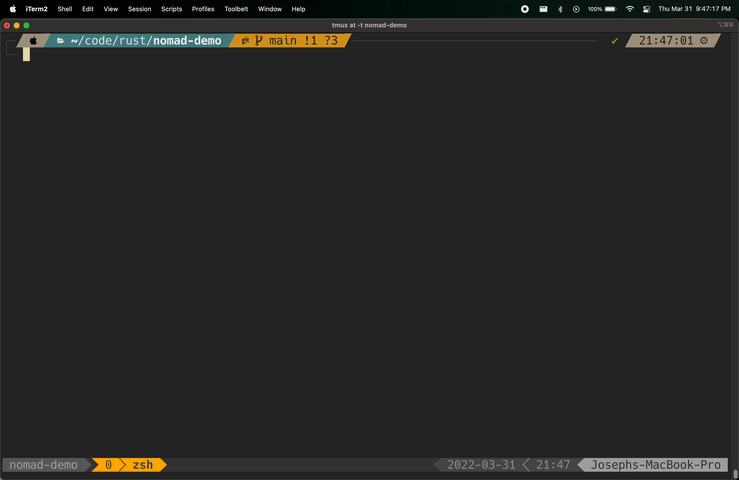 iTerm2 Shell Edit View Session Scripts Profiles Toolbelt Window Help 100% Thu Mar 31 9:47:17 PM
tmux at -t nomad-demo ⌥⌘B
~/code/rust/nomad-demo git main !1 ?3 ✔ 21:47:01
nomad-demo 0 zsh 2022-03-31 21:47 Josephs-MacBook-Pro